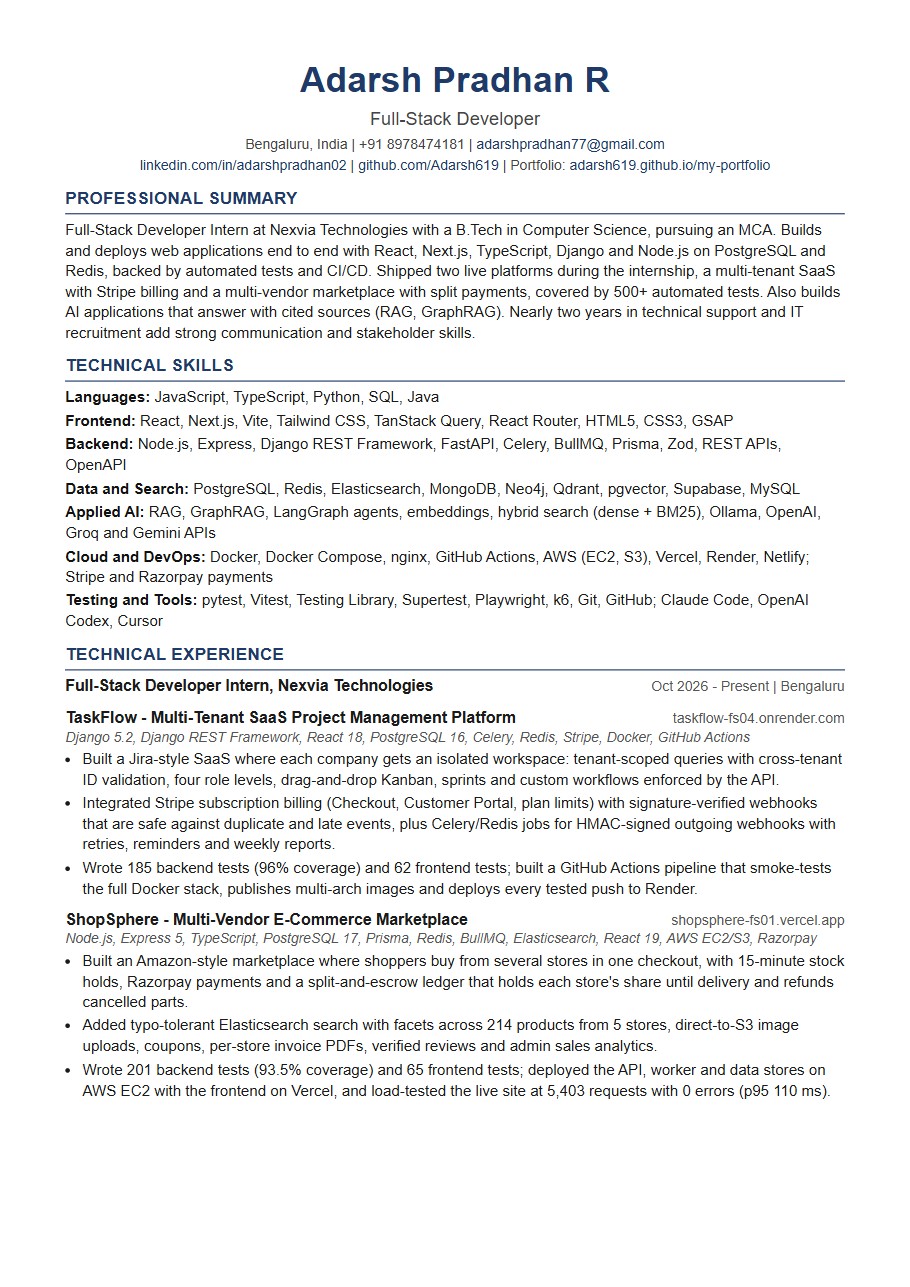 Adarsh Pradhan R
Full-Stack Developer
Bengaluru, India | +91 8978474181 | adarshpradhan77@gmail.com
linkedin.com/in/adarshpradhan02 | github.com/Adarsh619 | Portfolio: adarsh619.github.io/my-portfolio
PROFESSIONAL SUMMARY
Full-Stack Developer Intern at Nexvia Technologies with a B.Tech in Computer Science, pursuing an MCA. Builds
and deploys web applications end to end with React, Next.js, TypeScript, Django and Node.js on PostgreSQL and
Redis, backed by automated tests and CI/CD. Shipped two live platforms during the internship, a multi-tenant SaaS
with Stripe billing and a multi-vendor marketplace with split payments, covered by 500+ automated tests. Also builds
AI applications that answer with cited sources (RAG, GraphRAG). Nearly two years in technical support and IT
recruitment add strong communication and stakeholder skills.
TECHNICAL SKILLS
Languages: JavaScript, TypeScript, Python, SQL, Java
Frontend: React, Next.js, Vite, Tailwind CSS, TanStack Query, React Router, HTML5, CSS3, GSAP
Backend: Node.js, Express, Django REST Framework, FastAPI, Celery, BullMQ, Prisma, Zod, REST APIs,
OpenAPI
Data and Search: PostgreSQL, Redis, Elasticsearch, MongoDB, Neo4j, Qdrant, pgvector, Supabase, MySQL
Applied AI: RAG, GraphRAG, LangGraph agents, embeddings, hybrid search (dense + BM25), Ollama, OpenAI,
Groq and Gemini APIs
Cloud and DevOps: Docker, Docker Compose, nginx, GitHub Actions, AWS (EC2, S3), Vercel, Render, Netlify;
Stripe and Razorpay payments
Testing and Tools: pytest, Vitest, Testing Library, Supertest, Playwright, k6, Git, GitHub; Claude Code, OpenAI
Codex, Cursor
TECHNICAL EXPERIENCE
Full-Stack Developer Intern, Nexvia Technologies Oct 2026 - Present | Bengaluru
TaskFlow - Multi-Tenant SaaS Project Management Platform taskflow-fs04.onrender.com
Django 5.2, Django REST Framework, React 18, PostgreSQL 16, Celery, Redis, Stripe, Docker, GitHub Actions
• Built a Jira-style SaaS where each company gets an isolated workspace: tenant-scoped queries with cross-tenant
ID validation, four role levels, drag-and-drop Kanban, sprints and custom workflows enforced by the API.
• Integrated Stripe subscription billing (Checkout, Customer Portal, plan limits) with signature-verified webhooks
that are safe against duplicate and late events, plus Celery/Redis jobs for HMAC-signed outgoing webhooks with
retries, reminders and weekly reports.
• Wrote 185 backend tests (96% coverage) and 62 frontend tests; built a GitHub Actions pipeline that smoke-tests
the full Docker stack, publishes multi-arch images and deploys every tested push to Render.
ShopSphere - Multi-Vendor E-Commerce Marketplace shopsphere-fs01.vercel.app
Node.js, Express 5, TypeScript, PostgreSQL 17, Prisma, Redis, BullMQ, Elasticsearch, React 19, AWS EC2/S3, Razorpay
• Built an Amazon-style marketplace where shoppers buy from several stores in one checkout, with 15-minute stock
holds, Razorpay payments and a split-and-escrow ledger that holds each store's share until delivery and refunds
cancelled parts.
• Added typo-tolerant Elasticsearch search with facets across 214 products from 5 stores, direct-to-S3 image
uploads, coupons, per-store invoice PDFs, verified reviews and admin sales analytics.
• Wrote 201 backend tests (93.5% coverage) and 65 frontend tests; deployed the API, worker and data stores on
AWS EC2 with the frontend on Vercel, and load-tested the live site at 5,403 requests with 0 errors (p95 110 ms).